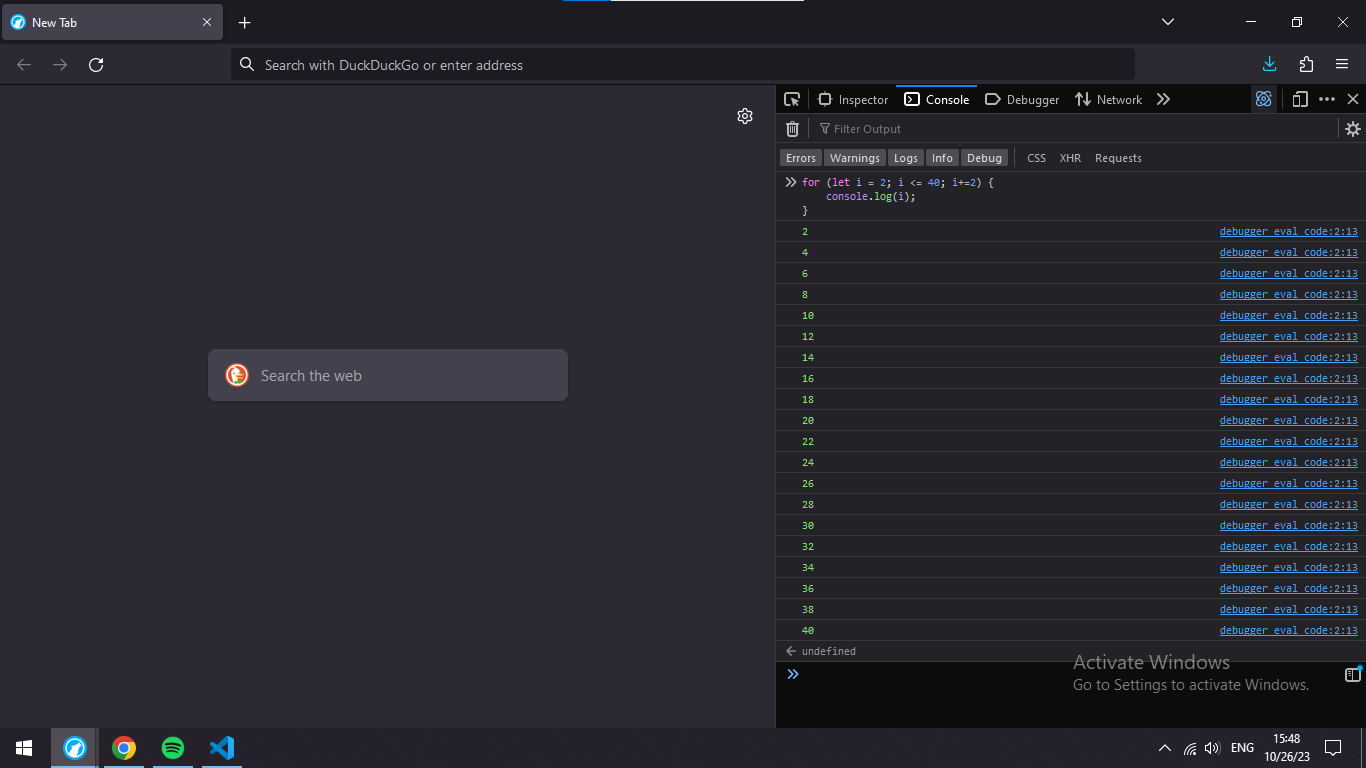 New Tab
Search with DuckDuckGo or enter address
Inspector Console Debugger Network
Filter Output
Errors Warnings Logs Info Debug CSS XHR Requests
for (let i = 2; i <= 40; i+=2) {
    console.log(i);
}
2 debugger eval code:2:13
4 debugger eval code:2:13
6 debugger eval code:2:13
8 debugger eval code:2:13
10 debugger eval code:2:13
12 debugger eval code:2:13
14 debugger eval code:2:13
16 debugger eval code:2:13
18 debugger eval code:2:13
20 debugger eval code:2:13
22 debugger eval code:2:13
24 debugger eval code:2:13
26 debugger eval code:2:13
28 debugger eval code:2:13
30 debugger eval code:2:13
32 debugger eval code:2:13
34 debugger eval code:2:13
36 debugger eval code:2:13
38 debugger eval code:2:13
40 debugger eval code:2:13
undefined
Search the web
Activate Windows
Go to Settings to activate Windows.
ENG
15:48
10/26/23